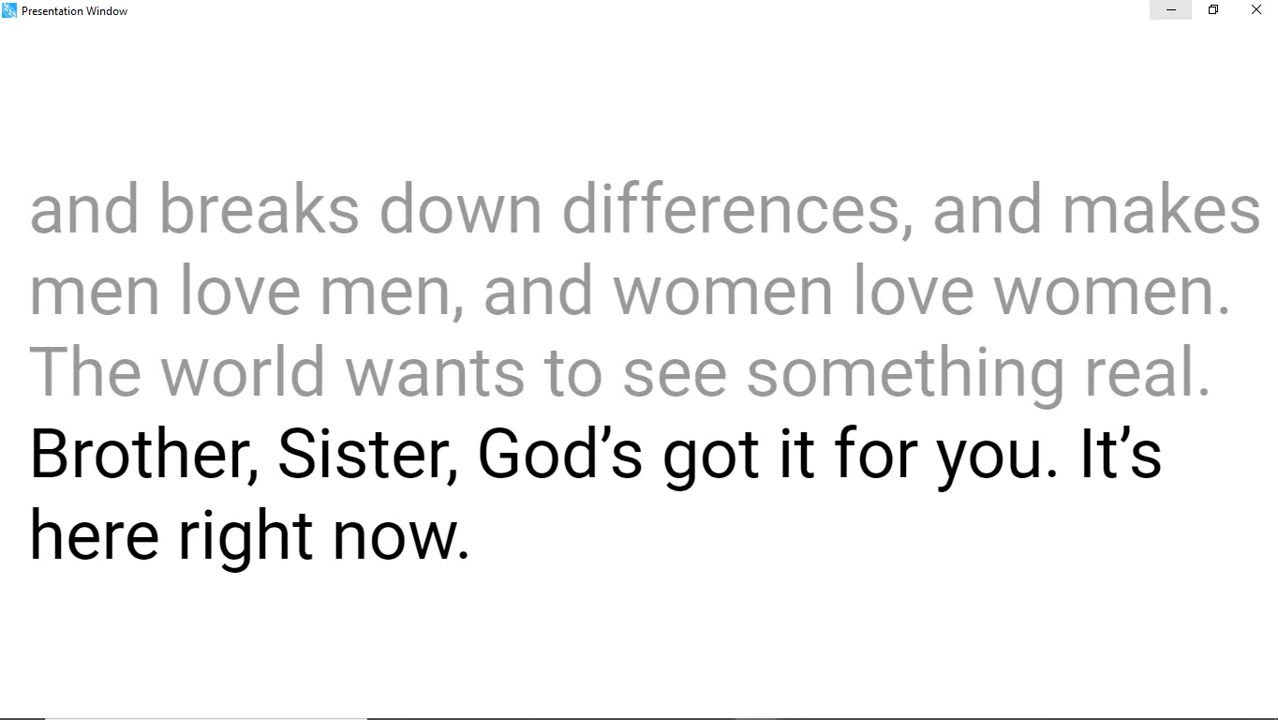 Presentation Window
and breaks down differences, and makes
men love men, and women love women.
The world wants to see something real.
Brother, Sister, God’s got it for you. It’s
here right now.